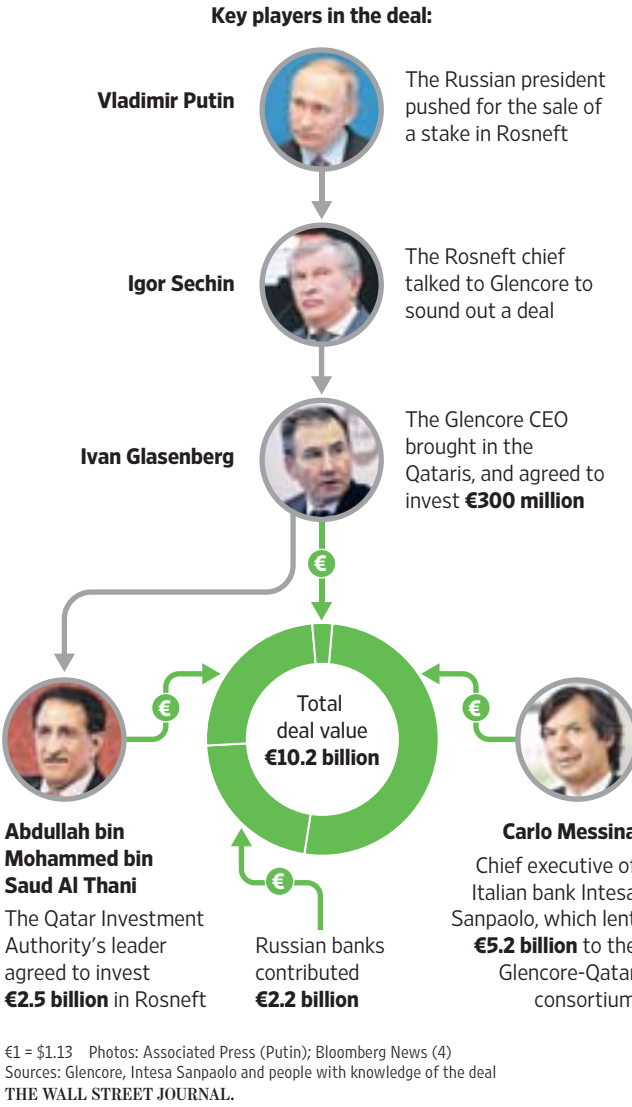 Key players in the deal:
Vladimir Putin
The Russian president
pushed for the sale of
a stake in Rosneft
Igor Sechin
The Rosneft chief
talked to Glencore to
sound out a deal
Ivan Glasenberg
The Glencore CEO
brought in the
Qataris, and agreed to
invest €300 million
€
€
€
Total
deal value
€10.2 billion
Abdullah bin
Mohammed bin
Saud Al Thani
The Qatar Investment
Authority's leader
agreed to invest
€2.5 billion in Rosneft
€
Russian banks
contributed
€2.2 billion
Carlo Messina
Chief executive of
Italian bank Intesa
Sanpaolo, which lent
€5.2 billion to the
Glencore-Qatar
consortium
€1 = $1.13 Photos: Associated Press (Putin); Bloomberg News (4)
Sources: Glencore, Intesa Sanpaolo and people with knowledge of the deal
THE WALL STREET JOURNAL.